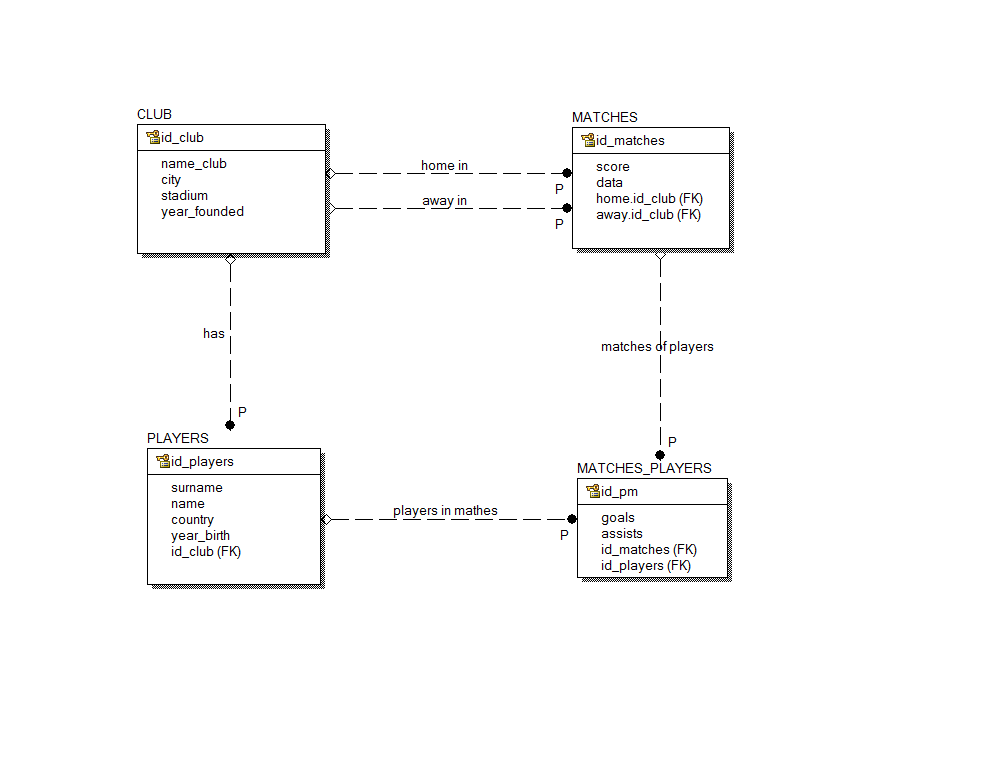 CLUB
id_club
name_club
city
stadium
year_founded
home in
P
away in
P
MATCHES
id_matches
score
data
home.id_club (FK)
away.id_club (FK)
has
P
matches of players
P
PLAYERS
id_players
surname
name
country
year_birth
id_club (FK)
players in mathes
P
MATCHES_PLAYERS
id_pm
goals
assists
id_matches (FK)
id_players (FK)